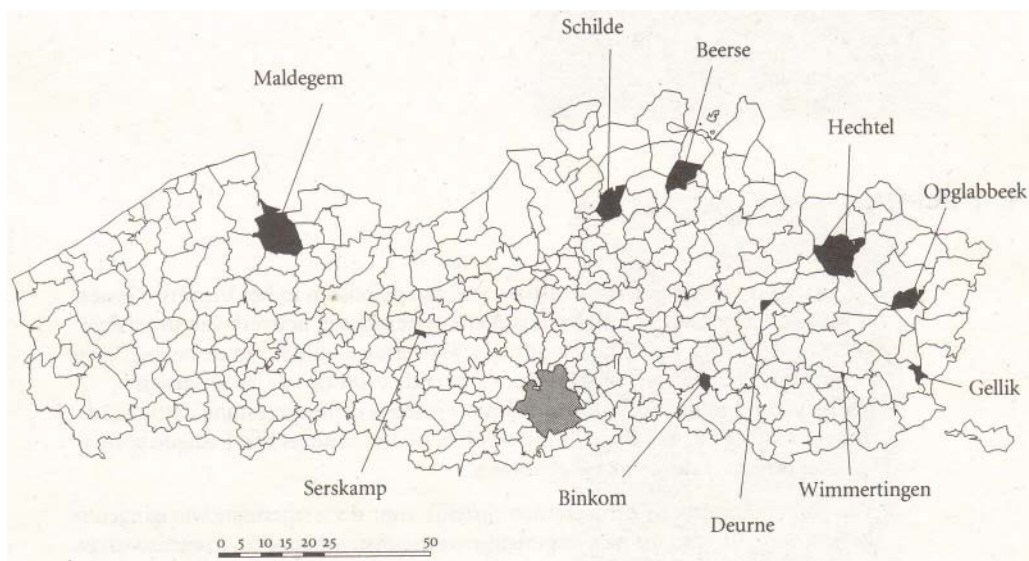 Schilde
Beerse
Maldegem
Hechtel
Opglabbeek
Gellik
Serskamp
Binkom
Wimmertingen
Deurne
0 5 10 15 20 25 50